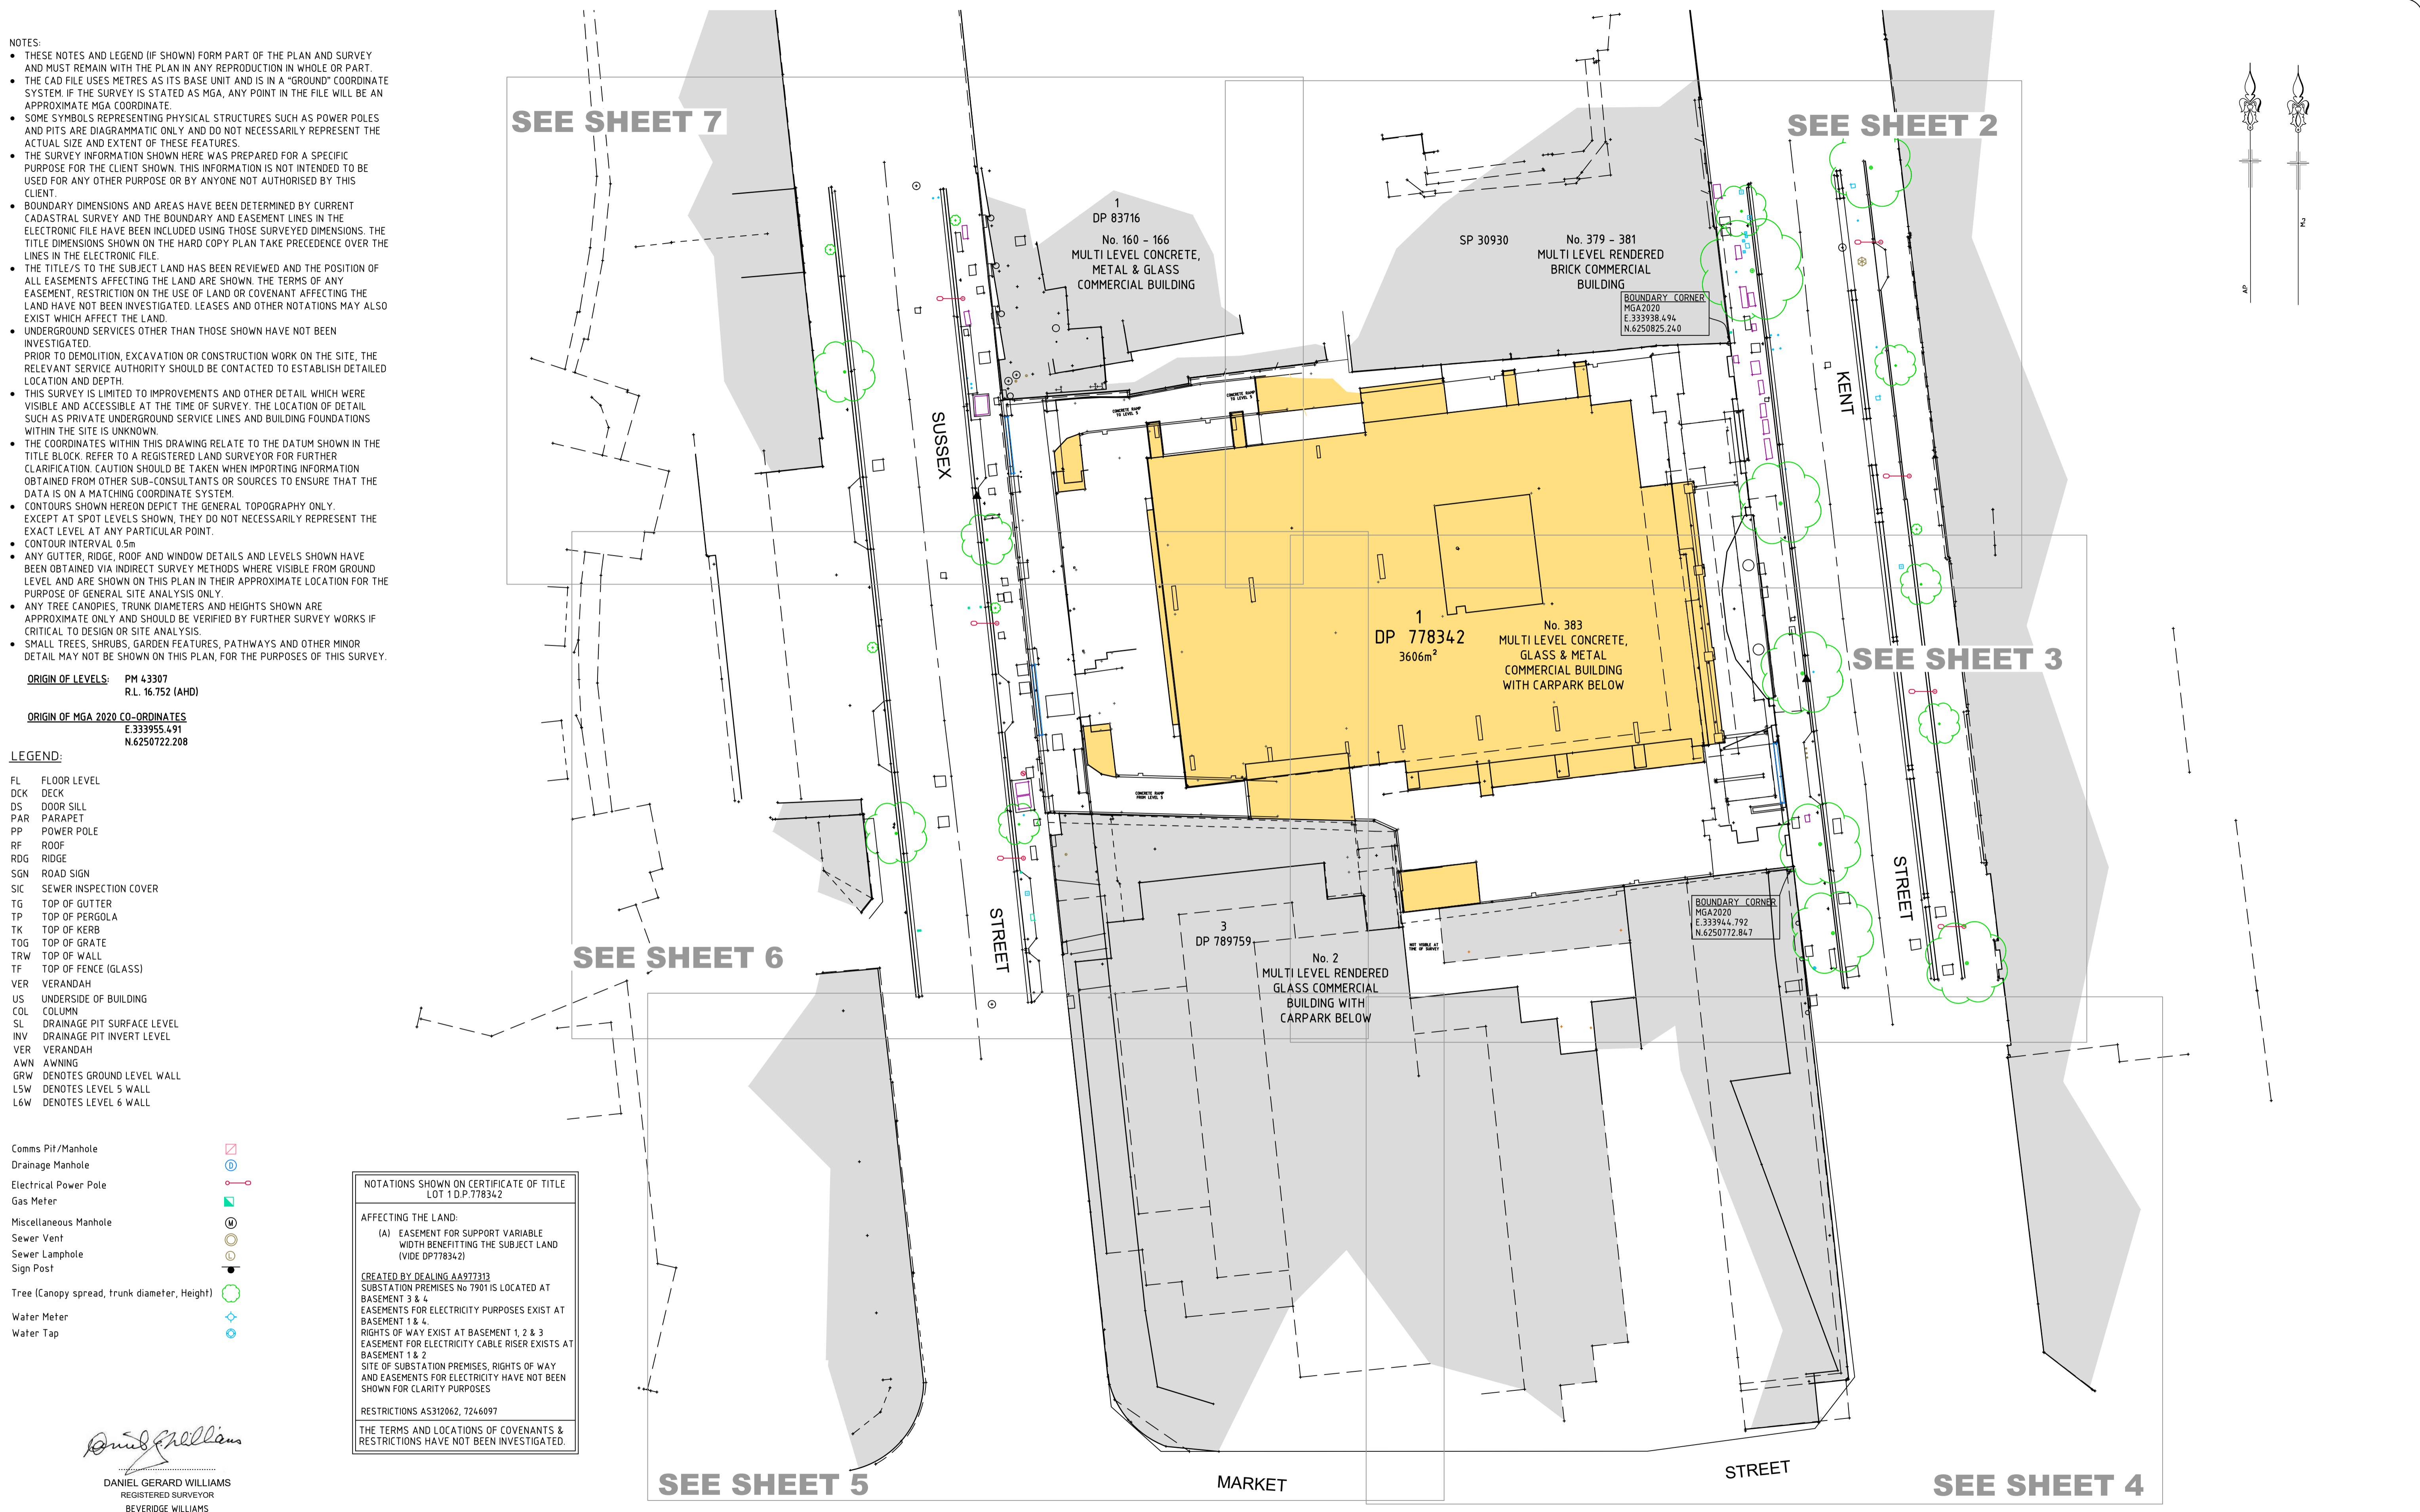 NOTES:
● THESE NOTES AND LEGEND (IF SHOWN) FORM PART OF THE PLAN AND SURVEY
AND MUST REMAIN WITH THE PLAN IN ANY REPRODUCTION IN WHOLE OR PART.
● THE CAD FILE USES METRES AS ITS BASE UNIT AND IS IN A "GROUND" COORDINATE
SYSTEM. IF THE SURVEY IS STATED AS MGA, ANY POINT IN THE FILE WILL BE AN
APPROXIMATE MGA COORDINATE.
● SOME SYMBOLS REPRESENTING PHYSICAL STRUCTURES SUCH AS POWER POLES
AND PITS ARE DIAGRAMMATIC ONLY AND DO NOT NECESSARILY REPRESENT THE
ACTUAL SIZE AND EXTENT OF THESE FEATURES.
● THE SURVEY INFORMATION SHOWN HERE WAS PREPARED FOR A SPECIFIC
PURPOSE FOR THE CLIENT SHOWN. THIS INFORMATION IS NOT INTENDED TO BE
USED FOR ANY OTHER PURPOSE OR BY ANYONE NOT AUTHORISED BY THIS
CLIENT.
● BOUNDARY DIMENSIONS AND AREAS HAVE BEEN DETERMINED BY CURRENT
CADASTRAL SURVEY AND THE BOUNDARY AND EASEMENT LINES IN THE
ELECTRONIC FILE HAVE BEEN INCLUDED USING THOSE SURVEYED DIMENSIONS. THE
TITLE DIMENSIONS SHOWN ON THE HARD COPY PLAN TAKE PRECEDENCE OVER THE
LINES IN THE ELECTRONIC FILE.
● THE TITLE/S TO THE SUBJECT LAND HAS BEEN REVIEWED AND THE POSITION OF
ALL EASEMENTS AFFECTING THE LAND ARE SHOWN. THE TERMS OF ANY
EASEMENT, RESTRICTION ON THE USE OF LAND OR COVENANT AFFECTING THE
LAND HAVE NOT BEEN INVESTIGATED. LEASES AND OTHER NOTATIONS MAY ALSO
EXIST WHICH AFFECT THE LAND.
● UNDERGROUND SERVICES OTHER THAN THOSE SHOWN HAVE NOT BEEN
INVESTIGATED.
PRIOR TO DEMOLITION, EXCAVATION OR CONSTRUCTION WORK ON THE SITE, THE
RELEVANT SERVICE AUTHORITY SHOULD BE CONTACTED TO ESTABLISH DETAILED
LOCATION AND DEPTH.
● THIS SURVEY IS LIMITED TO IMPROVEMENTS AND OTHER DETAIL WHICH WERE
VISIBLE AND ACCESSIBLE AT THE TIME OF SURVEY. THE LOCATION OF DETAIL
SUCH AS PRIVATE UNDERGROUND SERVICE LINES AND BUILDING FOUNDATIONS
WITHIN THE SITE IS UNKNOWN.
● THE COORDINATES WITHIN THIS DRAWING RELATE TO THE DATUM SHOWN IN THE
TITLE BLOCK. REFER TO A REGISTERED LAND SURVEYOR FOR FURTHER
CLARIFICATION. CAUTION SHOULD BE TAKEN WHEN IMPORTING INFORMATION
OBTAINED FROM OTHER SUB-CONSULTANTS OR SOURCES TO ENSURE THAT THE
DATA IS ON A MATCHING COORDINATE SYSTEM.
● CONTOURS SHOWN HEREON DEPICT THE GENERAL TOPOGRAPHY ONLY.
EXCEPT AT SPOT LEVELS SHOWN, THEY DO NOT NECESSARILY REPRESENT THE
EXACT LEVEL AT ANY PARTICULAR POINT.
● CONTOUR INTERVAL 0.5m
● ANY GUTTER, RIDGE, ROOF AND WINDOW DETAILS AND LEVELS SHOWN HAVE
BEEN OBTAINED VIA INDIRECT SURVEY METHODS WHERE VISIBLE FROM GROUND
LEVEL AND ARE SHOWN ON THIS PLAN IN THEIR APPROXIMATE LOCATION FOR THE
PURPOSE OF GENERAL SITE ANALYSIS ONLY.
● ANY TREE CANOPIES, TRUNK DIAMETERS AND HEIGHTS SHOWN ARE
APPROXIMATE ONLY AND SHOULD BE VERIFIED BY FURTHER SURVEY WORKS IF
CRITICAL TO DESIGN OR SITE ANALYSIS.
● SMALL TREES, SHRUBS, GARDEN FEATURES, PATHWAYS AND OTHER MINOR
DETAIL MAY NOT BE SHOWN ON THIS PLAN, FOR THE PURPOSES OF THIS SURVEY.
ORIGIN OF LEVELS: PM 43307
R.L. 16.752 (AHD)
ORIGIN OF MGA 2020 CO-ORDINATES
E.333955.491
N.6250722.208
LEGEND:
FL FLOOR LEVEL
DCK DECK
DS DOOR SILL
PAR PARAPET
PP POWER POLE
RF ROOF
RDG RIDGE
SGN ROAD SIGN
SIC SEWER INSPECTION COVER
TG TOP OF GUTTER
TP TOP OF PERGOLA
TK TOP OF KERB
TOG TOP OF GRATE
TRW TOP OF WALL
TF TOP OF FENCE (GLASS)
VER VERANDAH
US UNDERSIDE OF BUILDING
COL COLUMN
SL DRAINAGE PIT SURFACE LEVEL
INV DRAINAGE PIT INVERT LEVEL
VER VERANDAH
AWN AWNING
GRW DENOTES GROUND LEVEL WALL
L5W DENOTES LEVEL 5 WALL
L6W DENOTES LEVEL 6 WALL
Comms Pit/Manhole
Drainage Manhole D
Electrical Power Pole
Gas Meter
Miscellaneous Manhole M
Sewer Vent
Sewer Lamphole L
Sign Post
Tree (Canopy spread, trunk diameter, Height)
Water Meter
Water Tap
DANIEL GERARD WILLIAMS
REGISTERED SURVEYOR
BEVERIDGE WILLIAMS
NOTATIONS SHOWN ON CERTIFICATE OF TITLE
LOT 1 D.P.778342
AFFECTING THE LAND:
(A) EASEMENT FOR SUPPORT VARIABLE
WIDTH BENEFITTING THE SUBJECT LAND
(VIDE DP778342)
CREATED BY DEALING AA977313
SUBSTATION PREMISES No 7901 IS LOCATED AT
BASEMENT 3 & 4
EASEMENTS FOR ELECTRICITY PURPOSES EXIST AT
BASEMENT 1 & 4.
RIGHTS OF WAY EXIST AT BASEMENT 1, 2 & 3
EASEMENT FOR ELECTRICITY CABLE RISER EXISTS AT
BASEMENT 1 & 2
SITE OF SUBSTATION PREMISES, RIGHTS OF WAY
AND EASEMENTS FOR ELECTRICITY HAVE NOT BEEN
SHOWN FOR CLARITY PURPOSES
RESTRICTIONS AS312062, 7246097
THE TERMS AND LOCATIONS OF COVENANTS &
RESTRICTIONS HAVE NOT BEEN INVESTIGATED.
SEE SHEET 7
SEE SHEET 2
1
DP 83716
No. 160 - 166
MULTI LEVEL CONCRETE,
METAL & GLASS
COMMERCIAL BUILDING
SP 30930
No. 379 - 381
MULTI LEVEL RENDERED
BRICK COMMERCIAL
BUILDING
BOUNDARY CORNER
MGA2020
E.333938.494
N.6250825.240
AP
MJ
CONCRETE RAMP
TO LEVEL 5
CONCRETE RAMP
TO LEVEL 5
SUSSEX
KENT
1
DP 778342
3606m²
No. 383
MULTI LEVEL CONCRETE,
GLASS & METAL
COMMERCIAL BUILDING
WITH CARPARK BELOW
SEE SHEET 3
CONCRETE RAMP
FROM LEVEL 5
STREET
STREET
BOUNDARY CORNER
MGA2020
E.333944.792
N.6250772.847
3
DP 789759
NOT VISIBLE AT
TIME OF SURVEY
No. 2
MULTI LEVEL RENDERED
GLASS COMMERCIAL
BUILDING WITH
CARPARK BELOW
SEE SHEET 6
SEE SHEET 5
MARKET
STREET
SEE SHEET 4